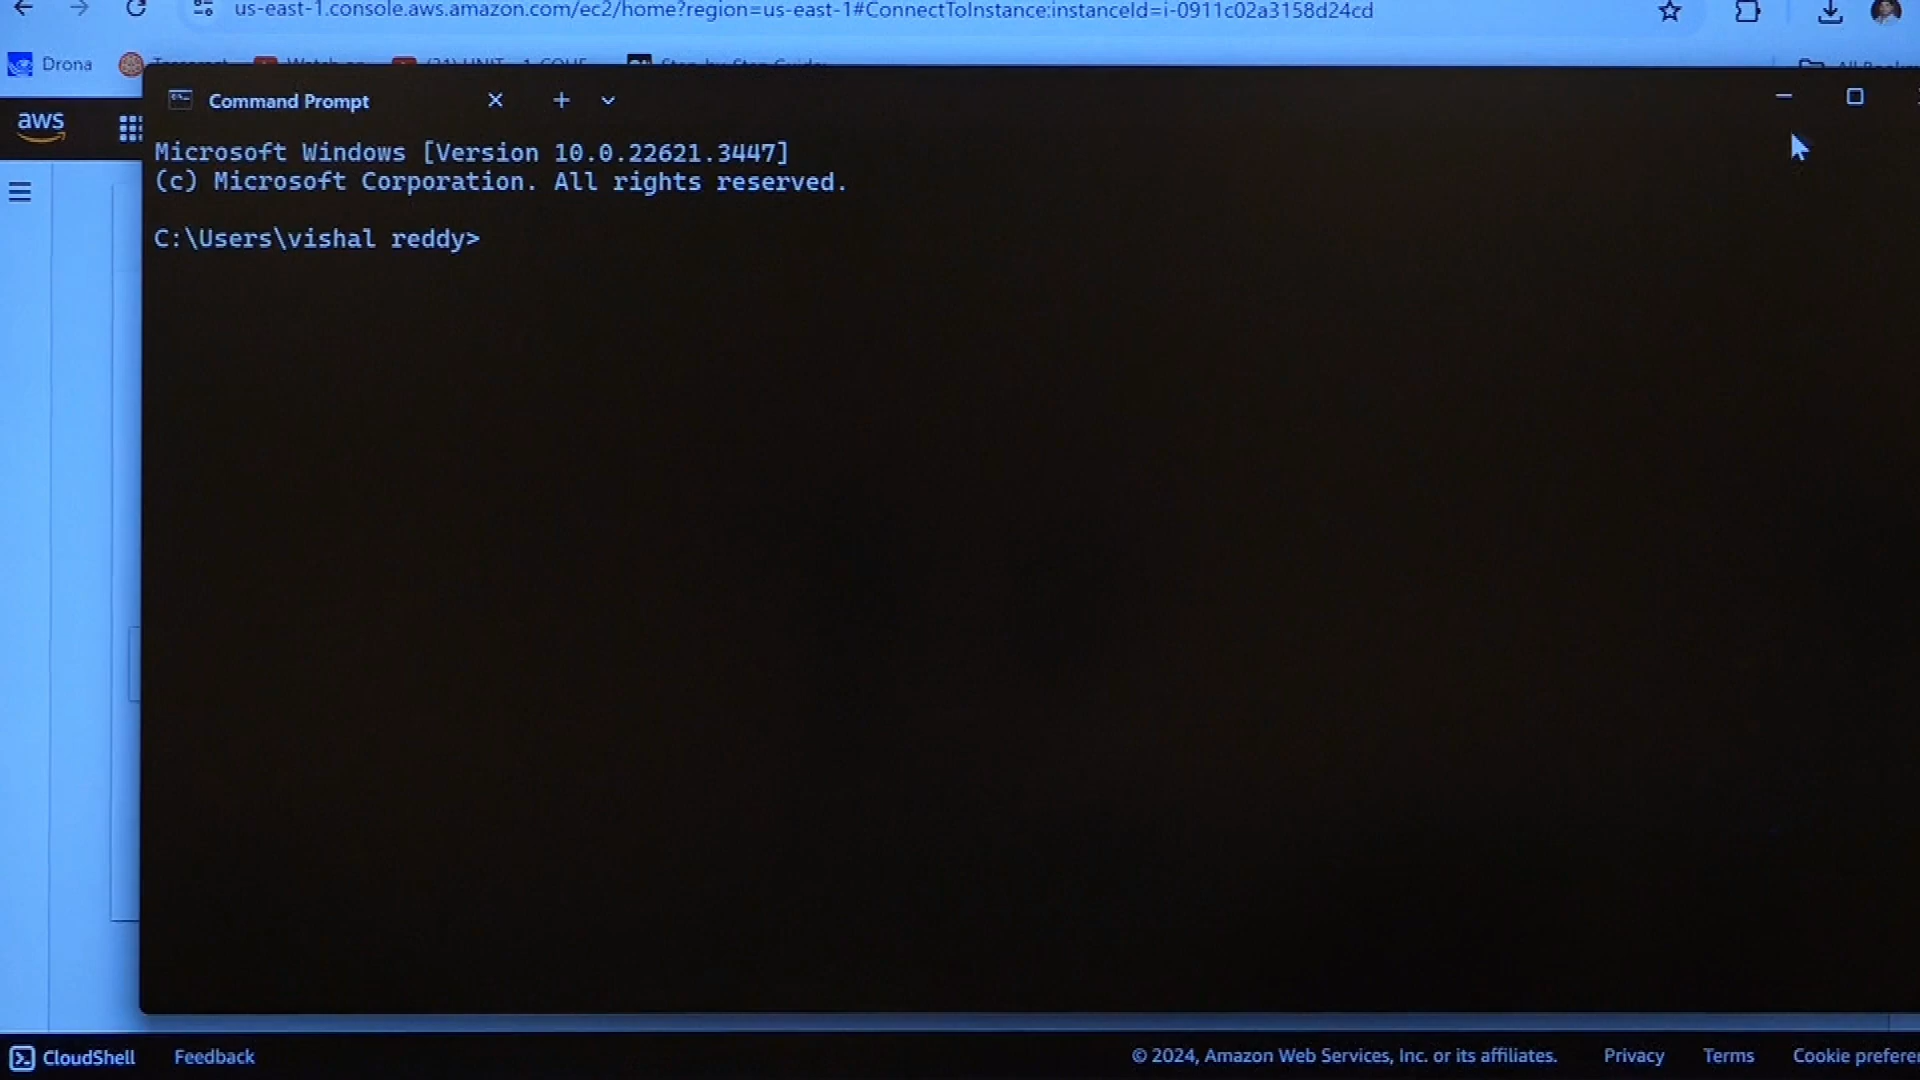 us-east-1.console.aws.amazon.com/ec2/home?region=us-east-1#ConnectToInstance:instanceId=i-0911c02a3158d24cd
Drona
Command Prompt
aws
Microsoft Windows [Version 10.0.22621.3447]
(c) Microsoft Corporation. All rights reserved.
C:\Users\vishal reddy>
CloudShell Feedback © 2024, Amazon Web Services, Inc. or its affiliates. Privacy Terms Cookie